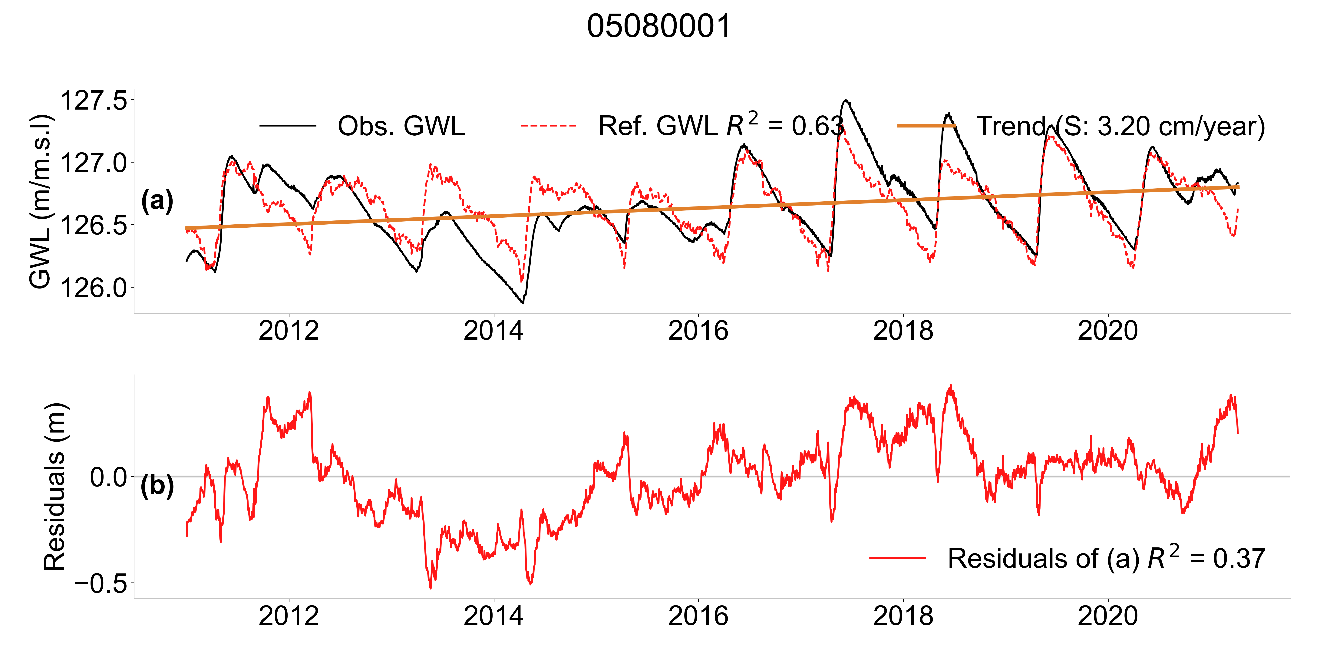 05080001
127.5
127.0
126.5
126.0
GWL (m/m.s.l)
(a)
Obs. GWL
Ref. GWL R² = 0.63
Trend (S: 3.20 cm/year)
2012 2014 2016 2018 2020
0.0
−0.5
Residuals (m)
(b)
Residuals of (a) R² = 0.37
2012 2014 2016 2018 2020